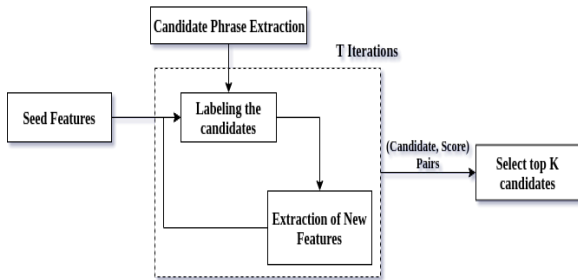 Candidate Phrase Extraction
T Iterations
Seed Features
Labeling the
candidates
(Candidate, Score)
Pairs
Select top K
candidates
Extraction of New
Features